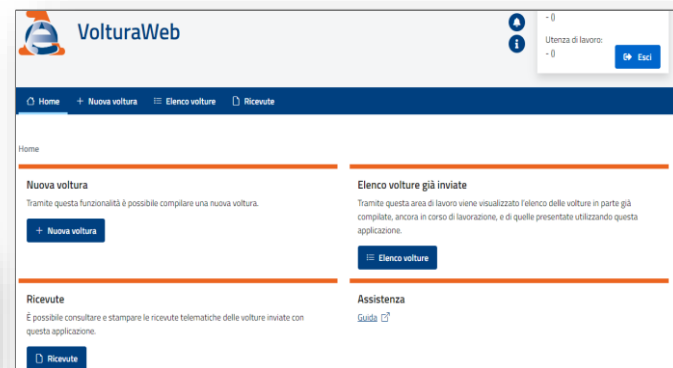 VolturaWeb
- ()
Utenza di lavoro:
- ()
Esci
Home
Nuova voltura
Elenco volture
Ricevute
Home
Nuova voltura
Tramite questa funzionalità è possibile compilare una nuova voltura.
Nuova voltura
Elenco volture già inviate
Tramite questa area di lavoro viene visualizzato l'elenco delle volture in parte già
compilate, ancora in corso di lavorazione, e di quelle presentate utilizzando questa
applicazione.
Elenco volture
Ricevute
È possibile consultare e stampare le ricevute telematiche delle volture inviate con
questa applicazione.
Ricevute
Assistenza
Guida